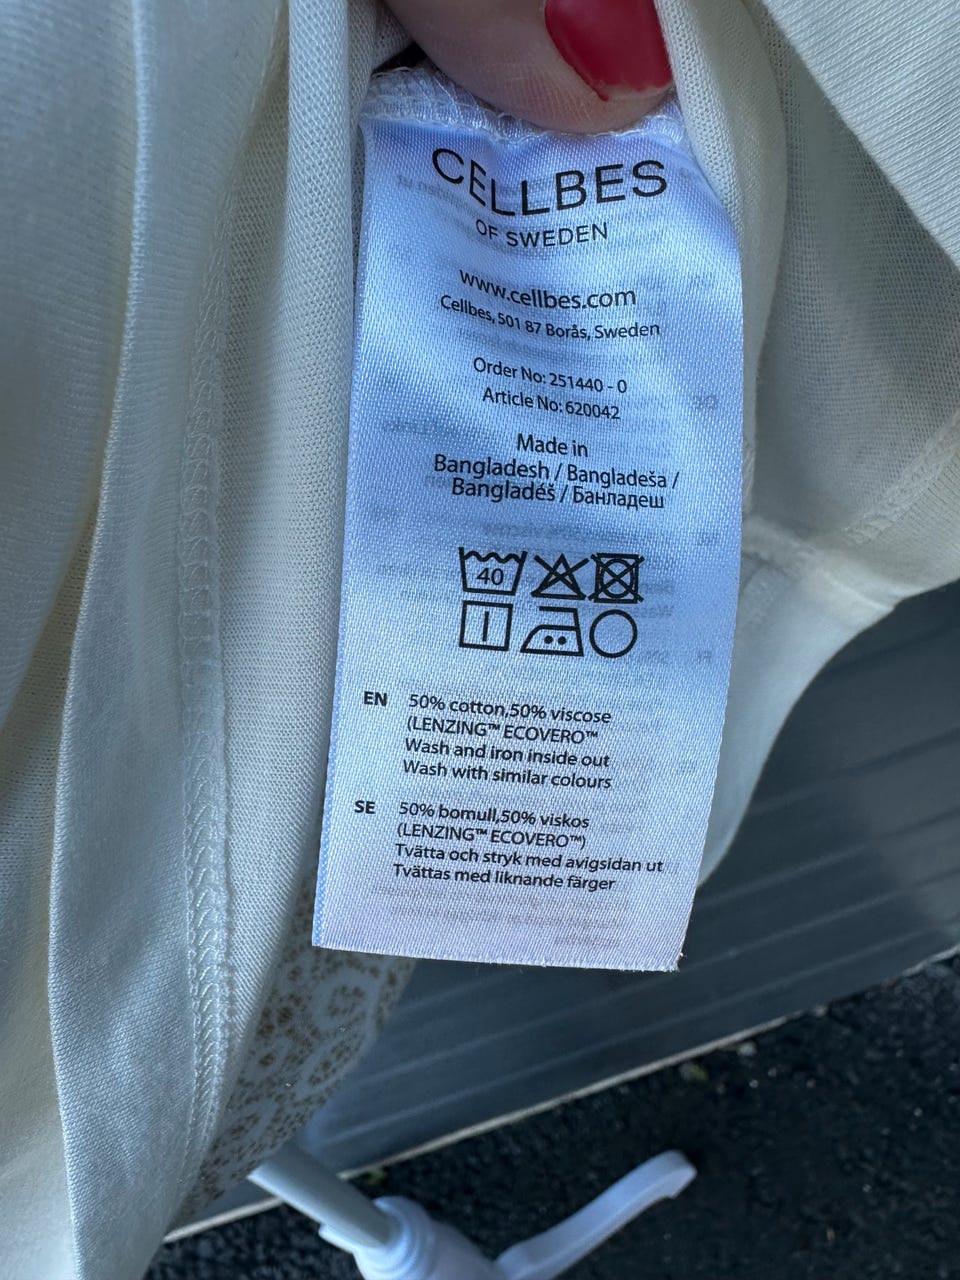 CELLBES
OF SWEDEN
www.cellbes.com
Cellbes, 501 87 Borås, Sweden
Order No: 251440 - 0
Article No: 620042
Made in
Bangladesh / Bangladeša /
Bangladéš / Банладеш
40
EN 50% cotton,50% viscose
(LENZING™ ECOVERO™
Wash and iron inside out
Wash with similar colours
SE 50% bomull,50% viskos
(LENZING™ ECOVERO™)
Tvätta och stryk med avigsidan ut
Tvättas med liknande färger